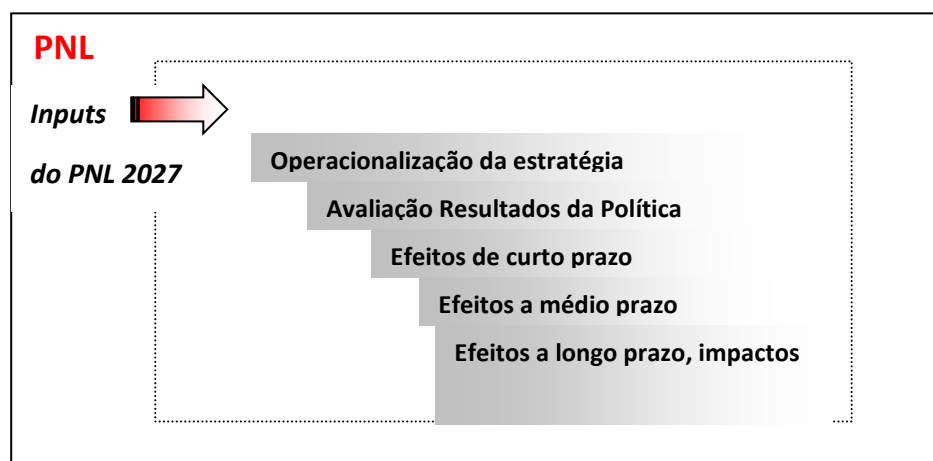 PNL
Inputs
do PNL 2027
Operacionalização da estratégia
Avaliação Resultados da Política
Efeitos de curto prazo
Efeitos a médio prazo
Efeitos a longo prazo, impactos